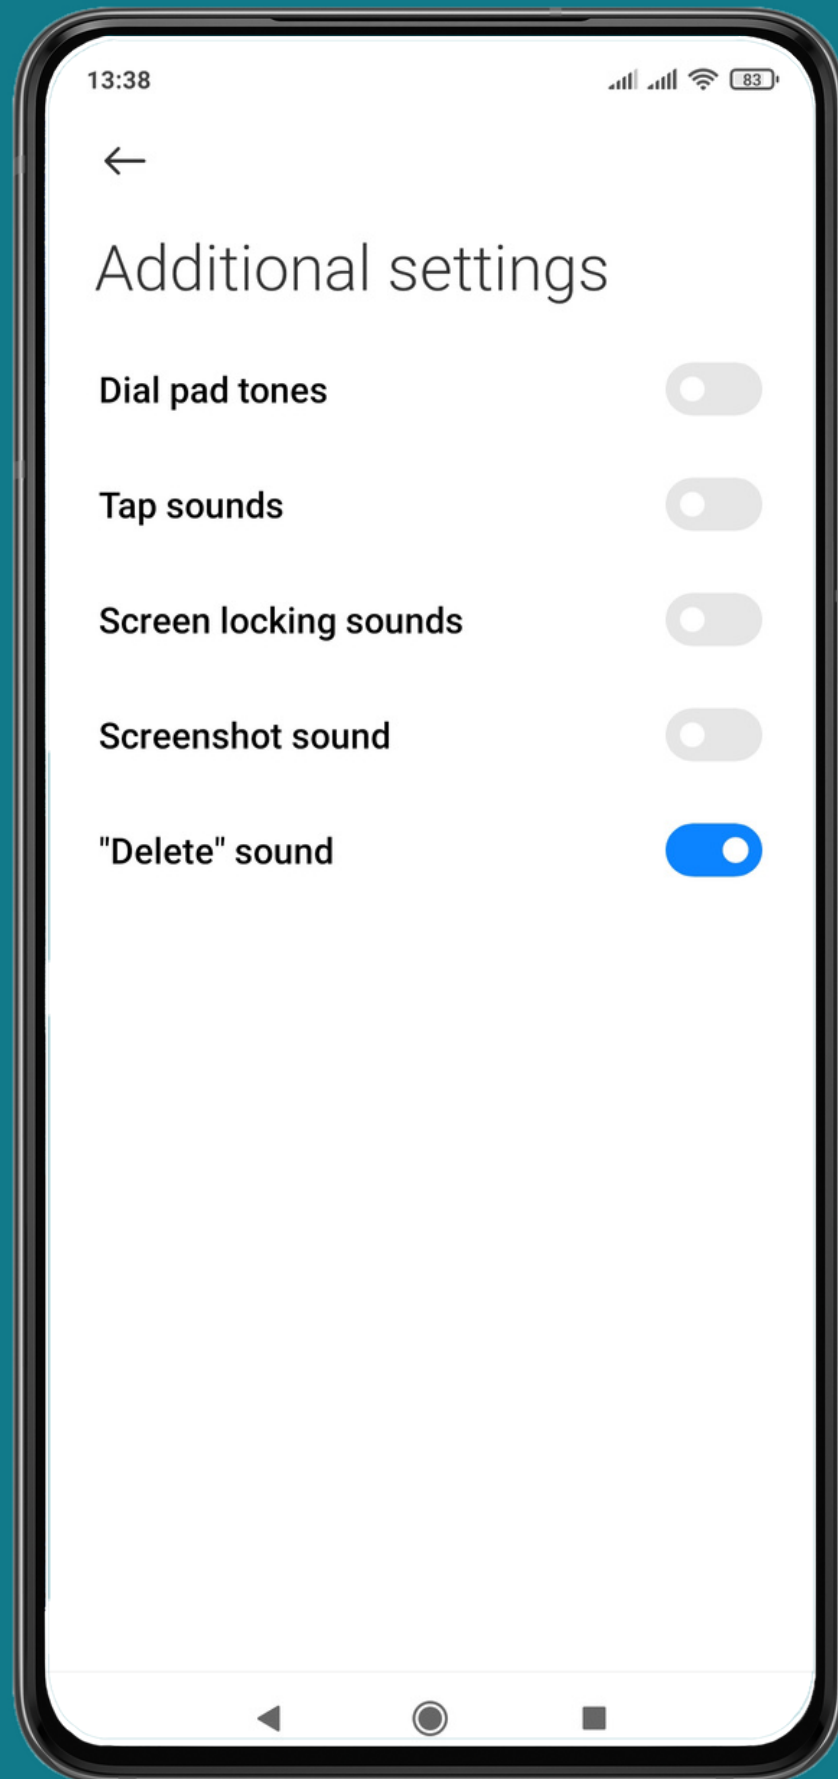 13:38
83
Additional settings
Dial pad tones
Tap sounds
Screen locking sounds
Screenshot sound
"Delete" sound